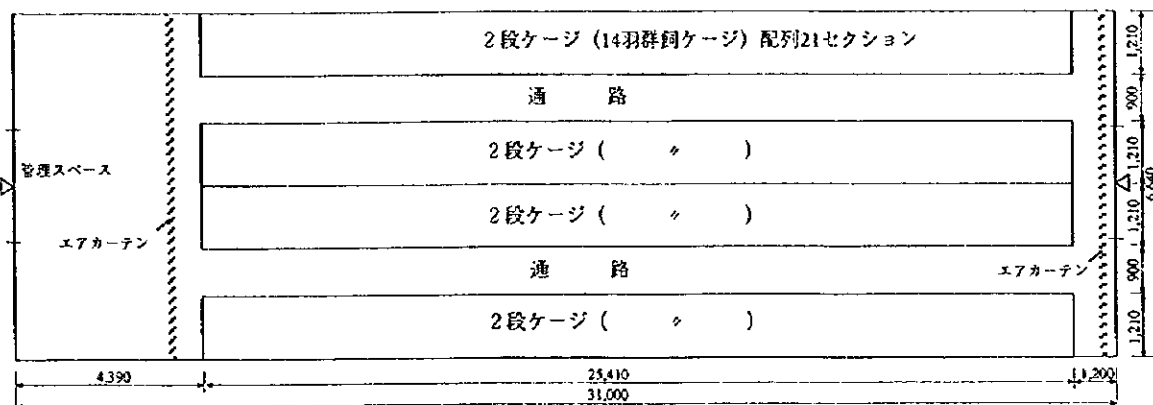 2段ケージ (14羽群飼ケージ) 配列21セクション
通 路
2段ケージ ( 〃 )
管理スペース
2段ケージ ( 〃 )
エアカーテン
通 路
エアカーテン
2段ケージ ( 〃 )
1,210
900
1,210
1,210
900
1,210
6,640
4,390
25,410
1,200
31,000